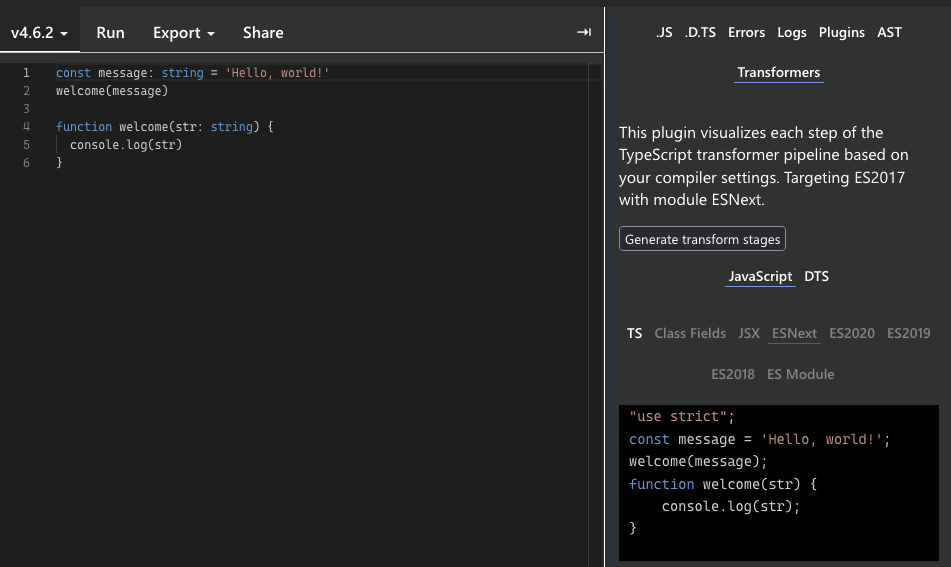 v4.6.2 Run Export Share
1 const message: string = 'Hello, world!'
2 welcome(message)
3
4 function welcome(str: string) {
5   console.log(str)
6 }
.JS .D.TS Errors Logs Plugins AST
Transformers
This plugin visualizes each step of the
TypeScript transformer pipeline based on
your compiler settings. Targeting ES2017
with module ESNext.
Generate transform stages
JavaScript DTS
TS Class Fields JSX ESNext ES2020 ES2019
ES2018 ES Module
"use strict";
const message = 'Hello, world!';
welcome(message);
function welcome(str) {
    console.log(str);
}